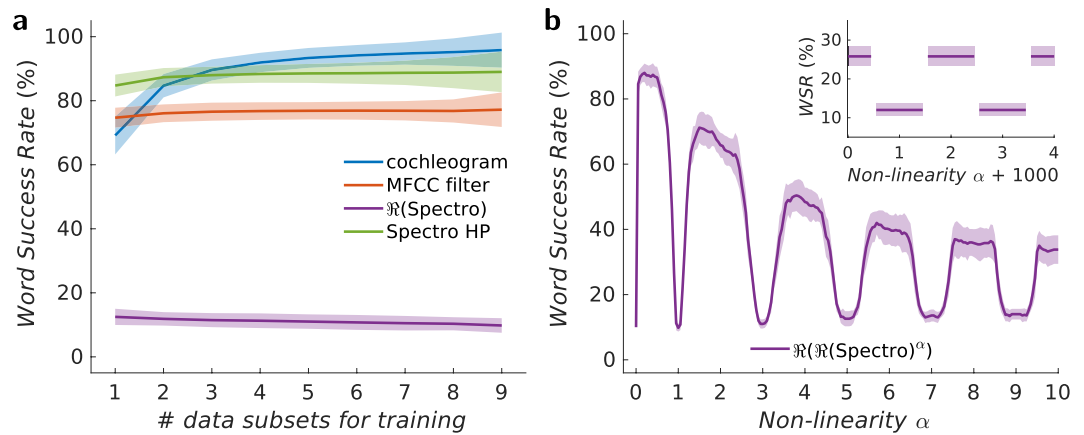 a
Word Success Rate (%)
100
80
60
40
20
0
cochleogram
MFCC filter
ℜ(Spectro)
Spectro HP
1 2 3 4 5 6 7 8 9
# data subsets for training
b
Word Success Rate (%)
100
80
60
40
20
0
ℜ(ℜ(Spectro)^α)
0 1 2 3 4 5 6 7 8 9 10
Non-linearity α
WSR (%)
30
20
10
0 1 2 3 4
Non-linearity α + 1000